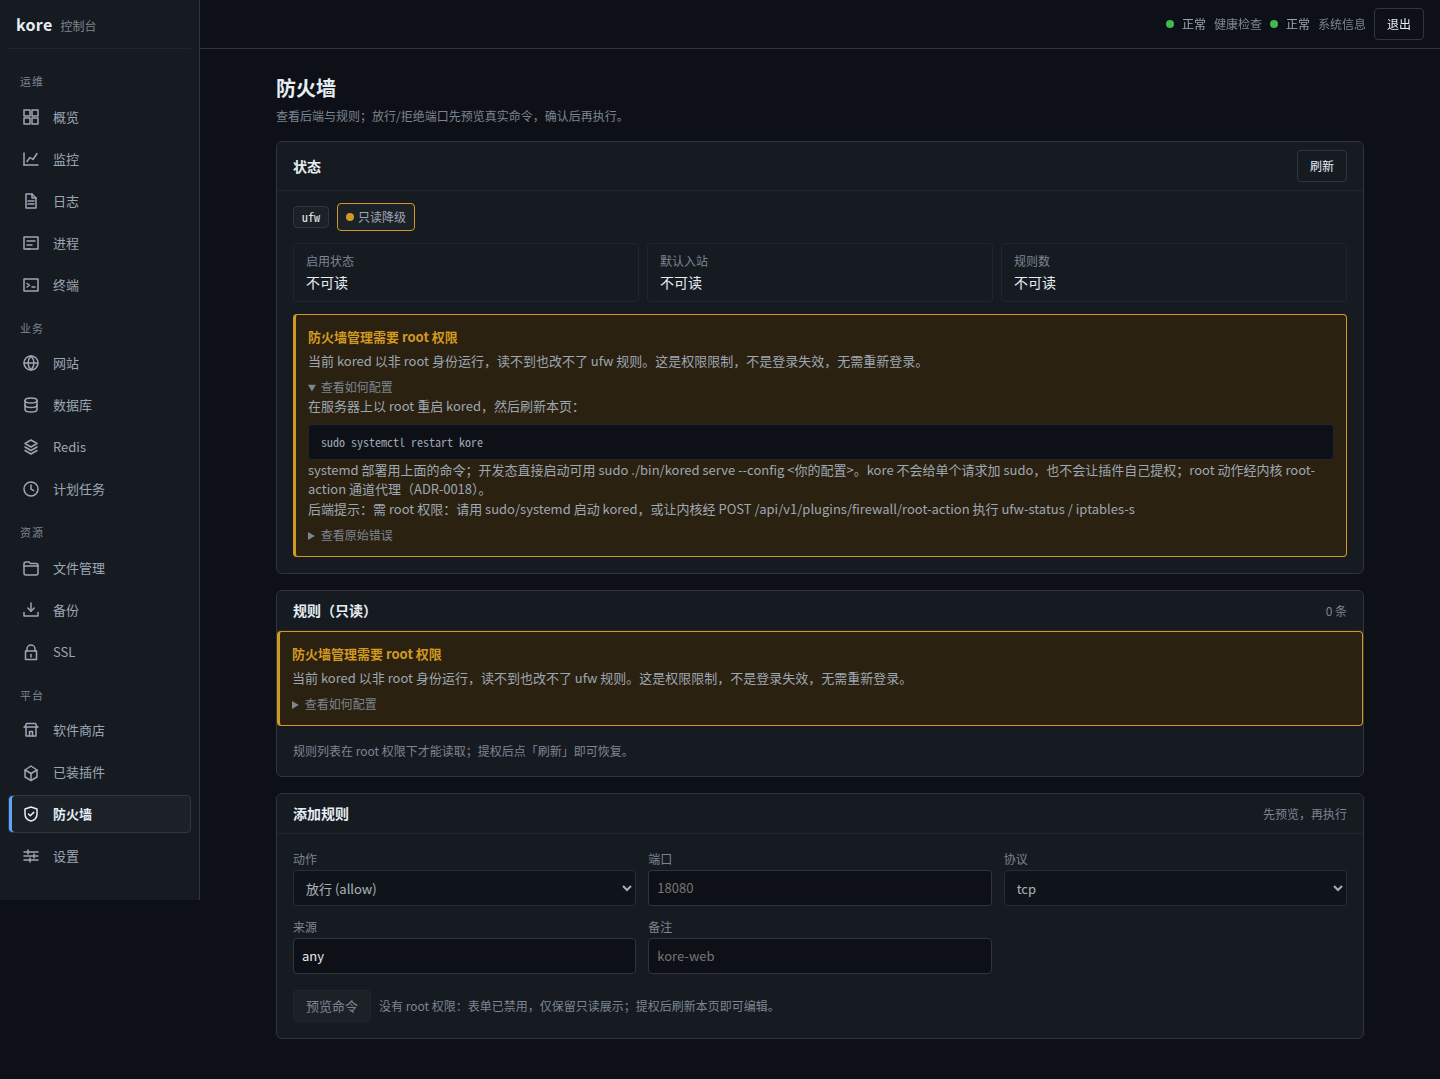 kore 控制台
正常 健康检查 正常 系统信息 退出
运维
概览
监控
日志
进程
终端
业务
网站
数据库
Redis
计划任务
资源
文件管理
备份
SSL
平台
软件商店
已装插件
防火墙
设置
防火墙
查看后端与规则；放行/拒绝端口先预览真实命令，确认后再执行。
状态 刷新
ufw 只读降级
启用状态 默认入站 规则数
不可读 不可读 不可读
防火墙管理需要 root 权限
当前 kored 以非 root 身份运行，读不到也改不了 ufw 规则。这是权限限制，不是登录失效，无需重新登录。
▼ 查看如何配置
在服务器上以 root 重启 kored，然后刷新本页：
sudo systemctl restart kore
systemd 部署用上面的命令；开发态直接启动可用 sudo ./bin/kored serve --config <你的配置>。kore 不会给单个请求加 sudo，也不会让插件自己提权；root 动作经内核 root-
action 通道代理（ADR-0018）。
后端提示：需 root 权限：请用 sudo/systemd 启动 kored，或让内核经 POST /api/v1/plugins/firewall/root-action 执行 ufw-status / iptables-s
▶ 查看原始错误
规则（只读） 0 条
防火墙管理需要 root 权限
当前 kored 以非 root 身份运行，读不到也改不了 ufw 规则。这是权限限制，不是登录失效，无需重新登录。
▶ 查看如何配置
规则列表在 root 权限下才能读取；提权后点「刷新」即可恢复。
添加规则 先预览，再执行
动作 端口 协议
放行 (allow) 18080 tcp
来源 备注
any kore-web
预览命令 没有 root 权限：表单已禁用，仅保留只读展示；提权后刷新本页即可编辑。